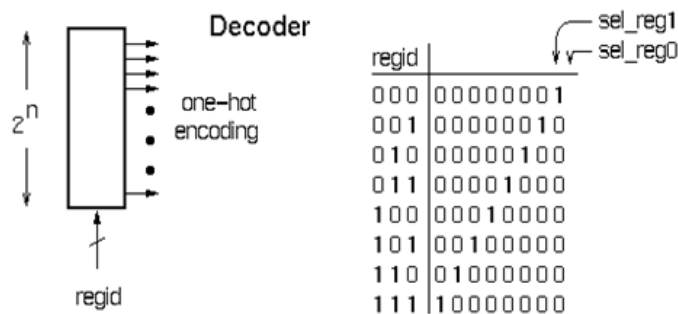 Decoder
2^n
one-hot
encoding
regid
sel_reg1
sel_reg0
regid
000 00000001
001 00000010
010 00000100
011 00001000
100 00010000
101 00100000
110 01000000
111 10000000